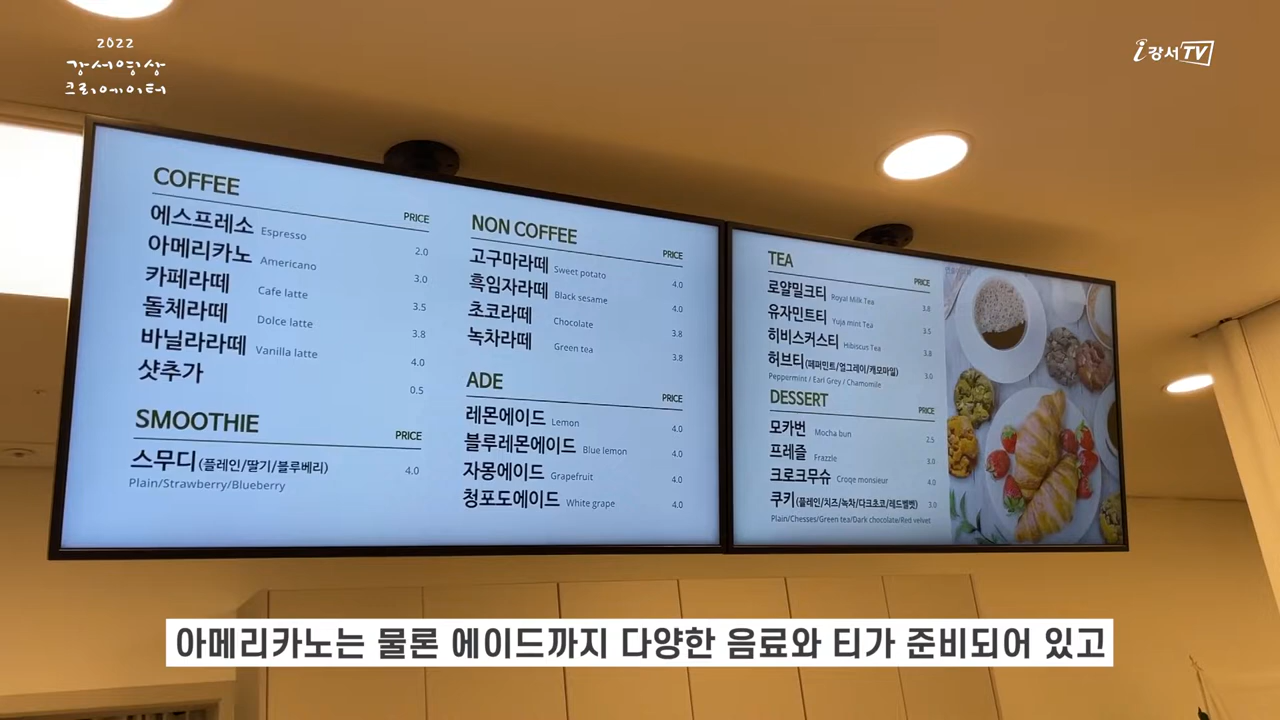 2022
강서영상
크리에이터
i강서TV
COFFEE
PRICE
에스프레소 Espresso 2.0
아메리카노 Americano 3.0
카페라떼 Cafe latte 3.5
돌체라떼 Dolce latte 3.8
바닐라라떼 Vanilla latte 4.0
샷추가 0.5
SMOOTHIE
PRICE
스무디(플레인/딸기/블루베리) 4.0
Plain/Strawberry/Blueberry
NON COFFEE
PRICE
고구마라떼 Sweet potato 4.0
흑임자라떼 Black sesame 4.0
초코라떼 Chocolate 3.8
녹차라떼 Green tea 3.8
ADE
PRICE
레몬에이드 Lemon 4.0
블루레몬에이드 Blue lemon 4.0
자몽에이드 Grapefruit 4.0
청포도에이드 White grape 4.0
TEA
PRICE
로얄밀크티 Royal Milk Tea 3.8
유자민트티 Yuja mint Tea 3.5
히비스커스티 Hibiscus Tea 3.8
허브티(페퍼민트/얼그레이/캐모마일) 3.0
Peppermint / Earl Grey / Chamomile
DESSERT
PRICE
모카번 Mocha bun 2.5
프레즐 Frazzle 3.0
크로크무슈 Croqe monsieur 4.0
쿠키(플레인/치즈/녹차/다크초코/레드벨벳) 3.0
Plain/Chesses/Green tea/Dark chocolate/Red velvet
아메리카노는 물론 에이드까지 다양한 음료와 티가 준비되어 있고